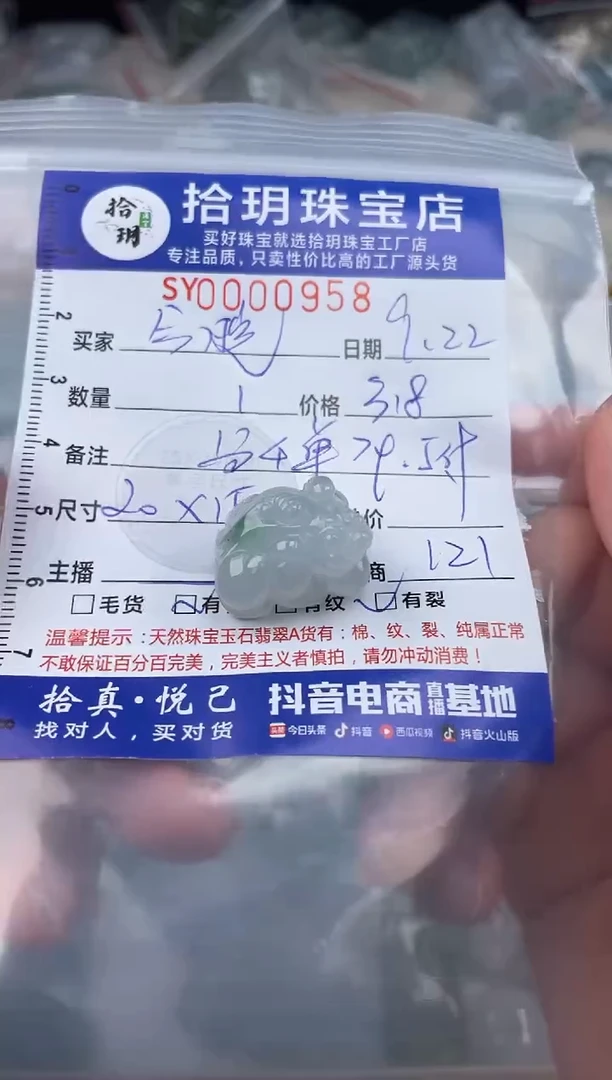 拾玥
拾玥珠宝店
买好珠宝就选拾玥珠宝工厂店
专注品质，只卖性价比高的工厂源头货
SY0000958
买家 日期 9.22
数量 1 价格 318
备注
尺寸 20 X 价
主播 商 121
毛货 有 有纹 有裂
温馨提示：天然珠宝玉石翡翠A货有：棉、纹、裂、纯属正常
不敢保证百分百完美，完美主义者慎拍，请勿冲动消费！
拾真·悦己 抖音电商直播基地
找对人，买对货 头条 今日头条 抖音 西瓜视频 抖音火山版